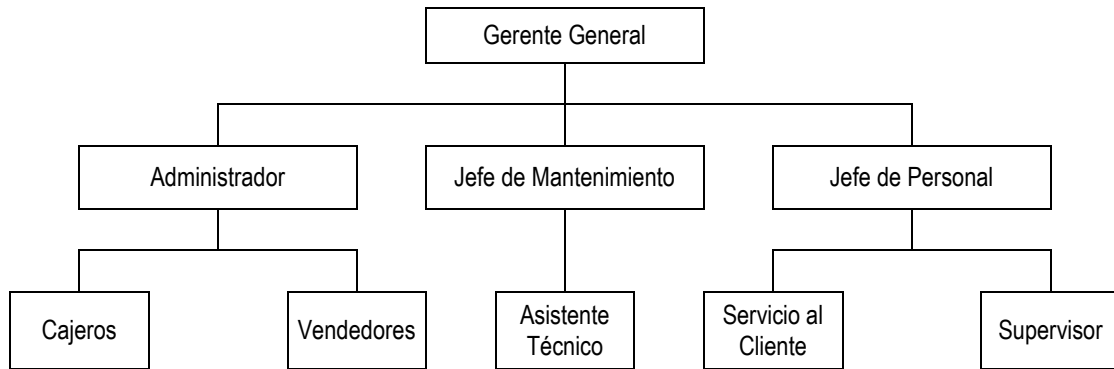 Gerente General
Administrador
Jefe de Mantenimiento
Jefe de Personal
Cajeros
Vendedores
Asistente
Técnico
Servicio al
Cliente
Supervisor